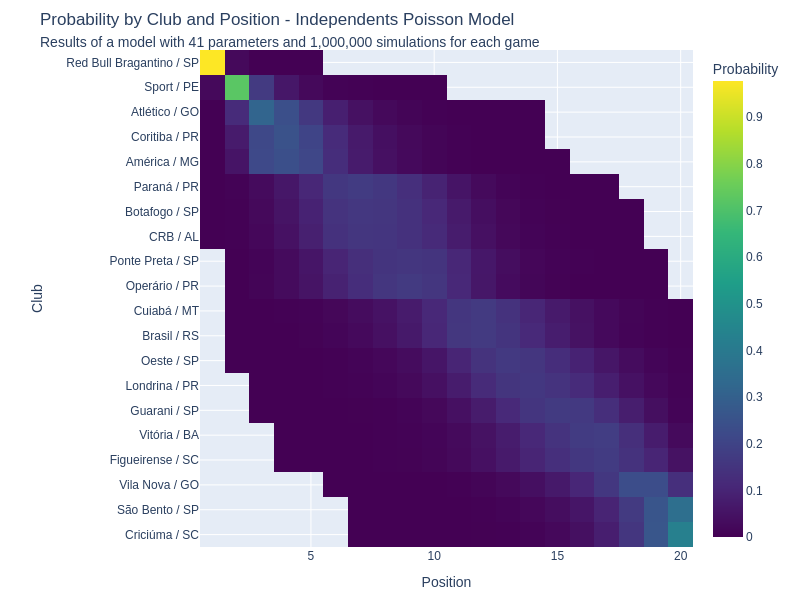 Probability by Club and Position - Independents Poisson Model
Results of a model with 41 parameters and 1,000,000 simulations for each game
Probability
Red Bull Bragantino / SP
Sport / PE
Atlético / GO
Coritiba / PR
América / MG
Paraná / PR
Botafogo / SP
CRB / AL
Ponte Preta / SP
Operário / PR
Cuiabá / MT
Brasil / RS
Oeste / SP
Londrina / PR
Guarani / SP
Vitória / BA
Figueirense / SC
Vila Nova / GO
São Bento / SP
Criciúma / SC
Club
5
10
15
20
Position
0.9
0.8
0.7
0.6
0.5
0.4
0.3
0.2
0.1
0